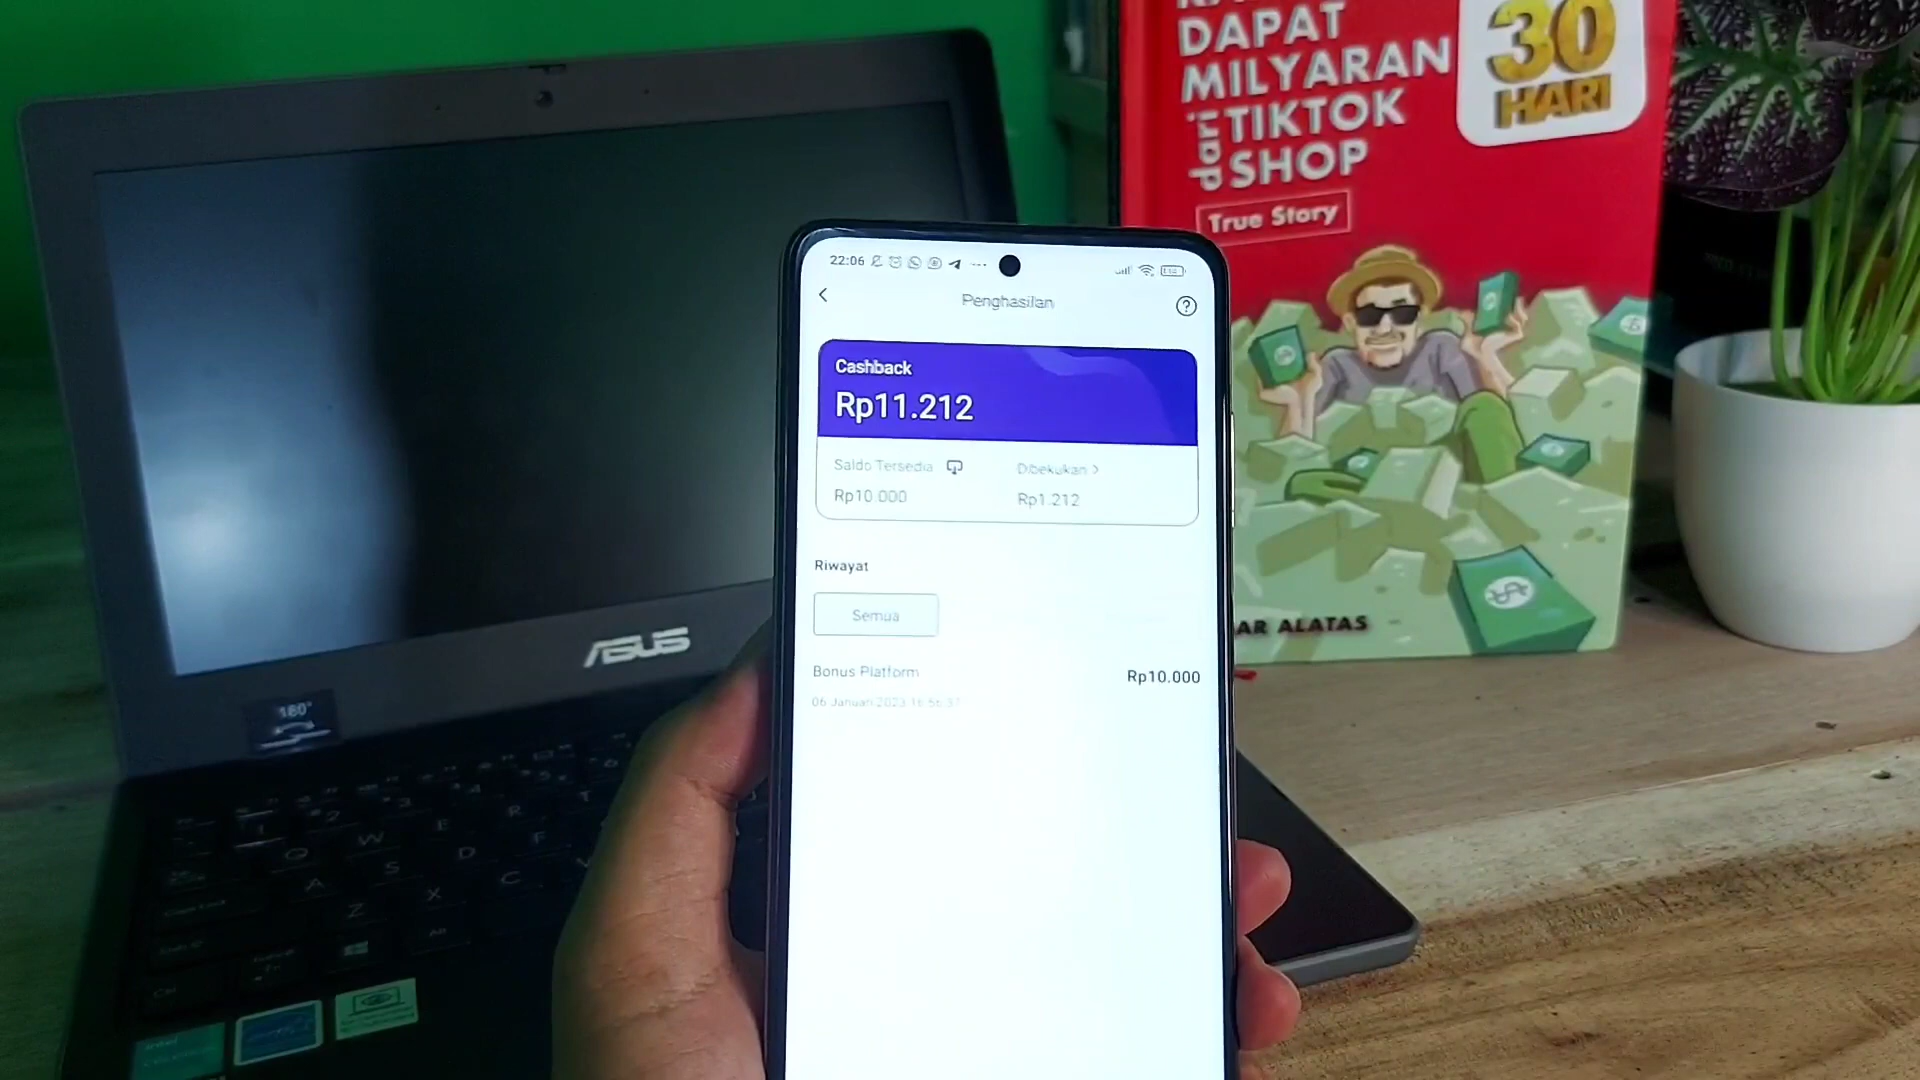 DAPAT
MILYARAN
dari TIKTOK
SHOP
True Story
30
HARI
AR ALATAS
22:06
Penghasilan
Cashback
Rp11.212
Saldo Tersedia
Dibekukan
Rp10.000
Rp1.212
Riwayat
Semua
Bonus Platform
Rp10.000
06 Januari 2023 16:56:37
ASUS
180°
Q W E R T
A S D F
Z X C V